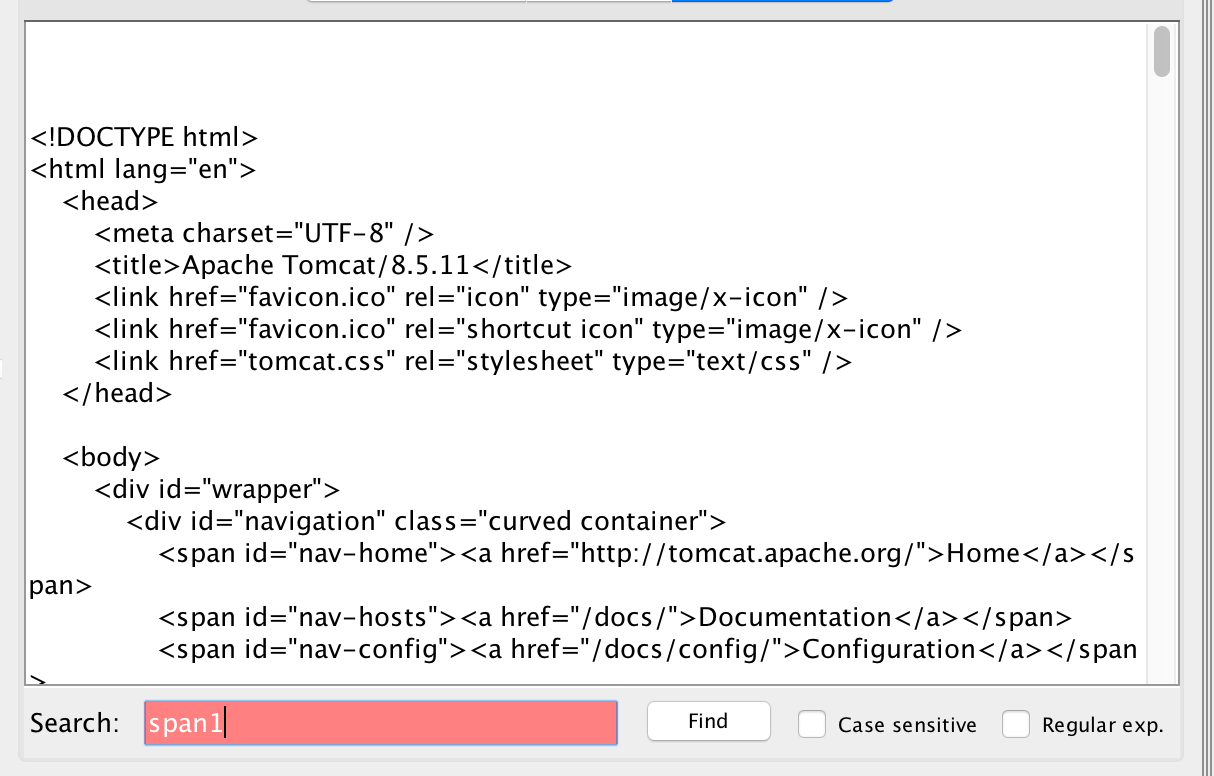 <!DOCTYPE html>
<html lang="en">
    <head>
        <meta charset="UTF-8" />
        <title>Apache Tomcat/8.5.11</title>
        <link href="favicon.ico" rel="icon" type="image/x-icon" />
        <link href="favicon.ico" rel="shortcut icon" type="image/x-icon" />
        <link href="tomcat.css" rel="stylesheet" type="text/css" />
    </head>
    <body>
        <div id="wrapper">
            <div id="navigation" class="curved container">
                <span id="nav-home"><a href="http://tomcat.apache.org/">Home</a></s
pan>
                <span id="nav-hosts"><a href="/docs/">Documentation</a></span>
                <span id="nav-config"><a href="/docs/config/">Configuration</a></span
>
Search: span1 Find Case sensitive Regular exp.